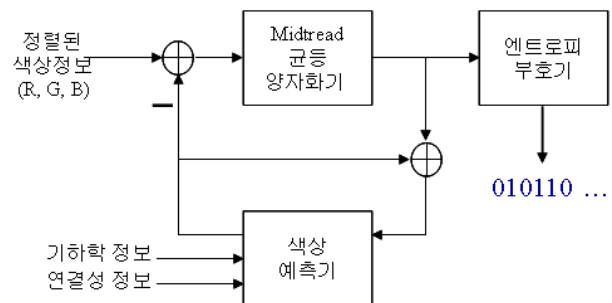 정렬된
색상정보
(R, G, B)
Midtread
균등
양자화기
엔트로피
부호기
010110 ...
기하학 정보
연결성 정보
색상
예측기